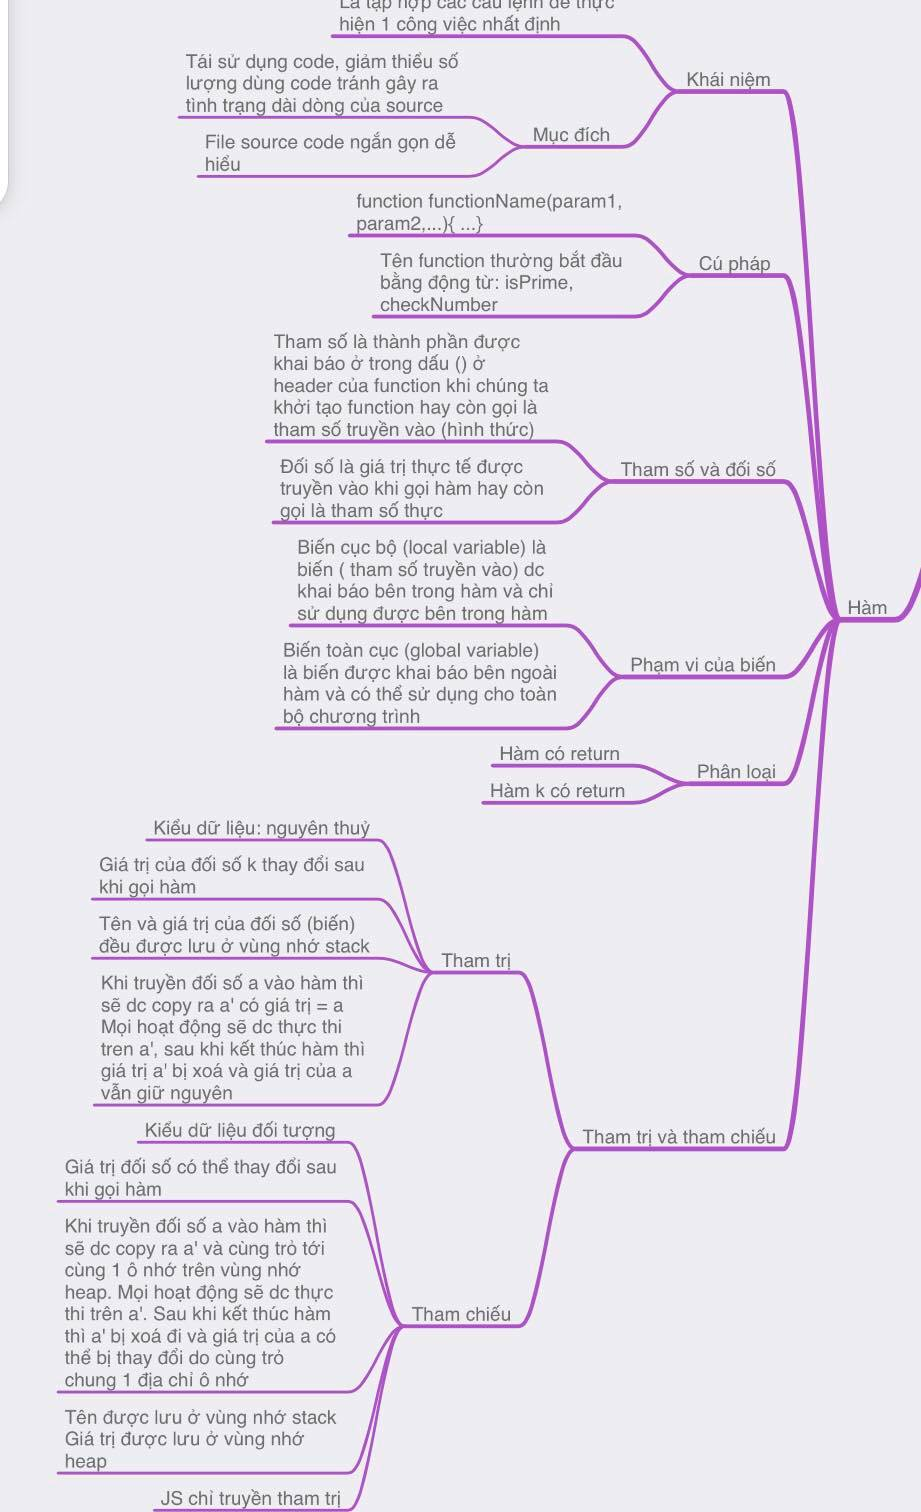 Là tập hợp các câu lệnh để thực
hiện 1 công việc nhất định
Khái niệm
Tái sử dụng code, giảm thiểu số
lượng dùng code tránh gây ra
tình trạng dài dòng của source
Mục đích
File source code ngắn gọn dễ
hiểu
function functionName(param1,
param2,...){ ...}
Cú pháp
Tên function thường bắt đầu
bằng động từ: isPrime,
checkNumber
Tham số là thành phần được
khai báo ở trong dấu () ở
header của function khi chúng ta
khởi tạo function hay còn gọi là
tham số truyền vào (hình thức)
Tham số và đối số
Đối số là giá trị thực tế được
truyền vào khi gọi hàm hay còn
gọi là tham số thực
Biến cục bộ (local variable) là
biến ( tham số truyền vào) dc
khai báo bên trong hàm và chỉ
sử dụng được bên trong hàm
Hàm
Phạm vi của biến
Biến toàn cục (global variable)
là biến được khai báo bên ngoài
hàm và có thể sử dụng cho toàn
bộ chương trình
Hàm có return
Phân loại
Hàm k có return
Kiểu dữ liệu: nguyên thuỷ
Giá trị của đối số k thay đổi sau
khi gọi hàm
Tên và giá trị của đối số (biến)
đều được lưu ở vùng nhớ stack
Tham trị
Khi truyền đối số a vào hàm thì
sẽ dc copy ra a' có giá trị = a
Mọi hoạt động sẽ dc thực thi
tren a', sau khi kết thúc hàm thì
giá trị a' bị xoá và giá trị của a
vẫn giữ nguyên
Tham trị và tham chiếu
Kiểu dữ liệu đối tượng
Giá trị đối số có thể thay đổi sau
khi gọi hàm
Khi truyền đối số a vào hàm thì
sẽ dc copy ra a' và cùng trỏ tới
cùng 1 ô nhớ trên vùng nhớ
heap. Mọi hoạt động sẽ dc thực
thi trên a'. Sau khi kết thúc hàm
thì a' bị xoá đi và giá trị của a có
thể bị thay đổi do cùng trỏ
chung 1 địa chỉ ô nhớ
Tham chiếu
Tên được lưu ở vùng nhớ stack
Giá trị được lưu ở vùng nhớ
heap
JS chỉ truyền tham trị